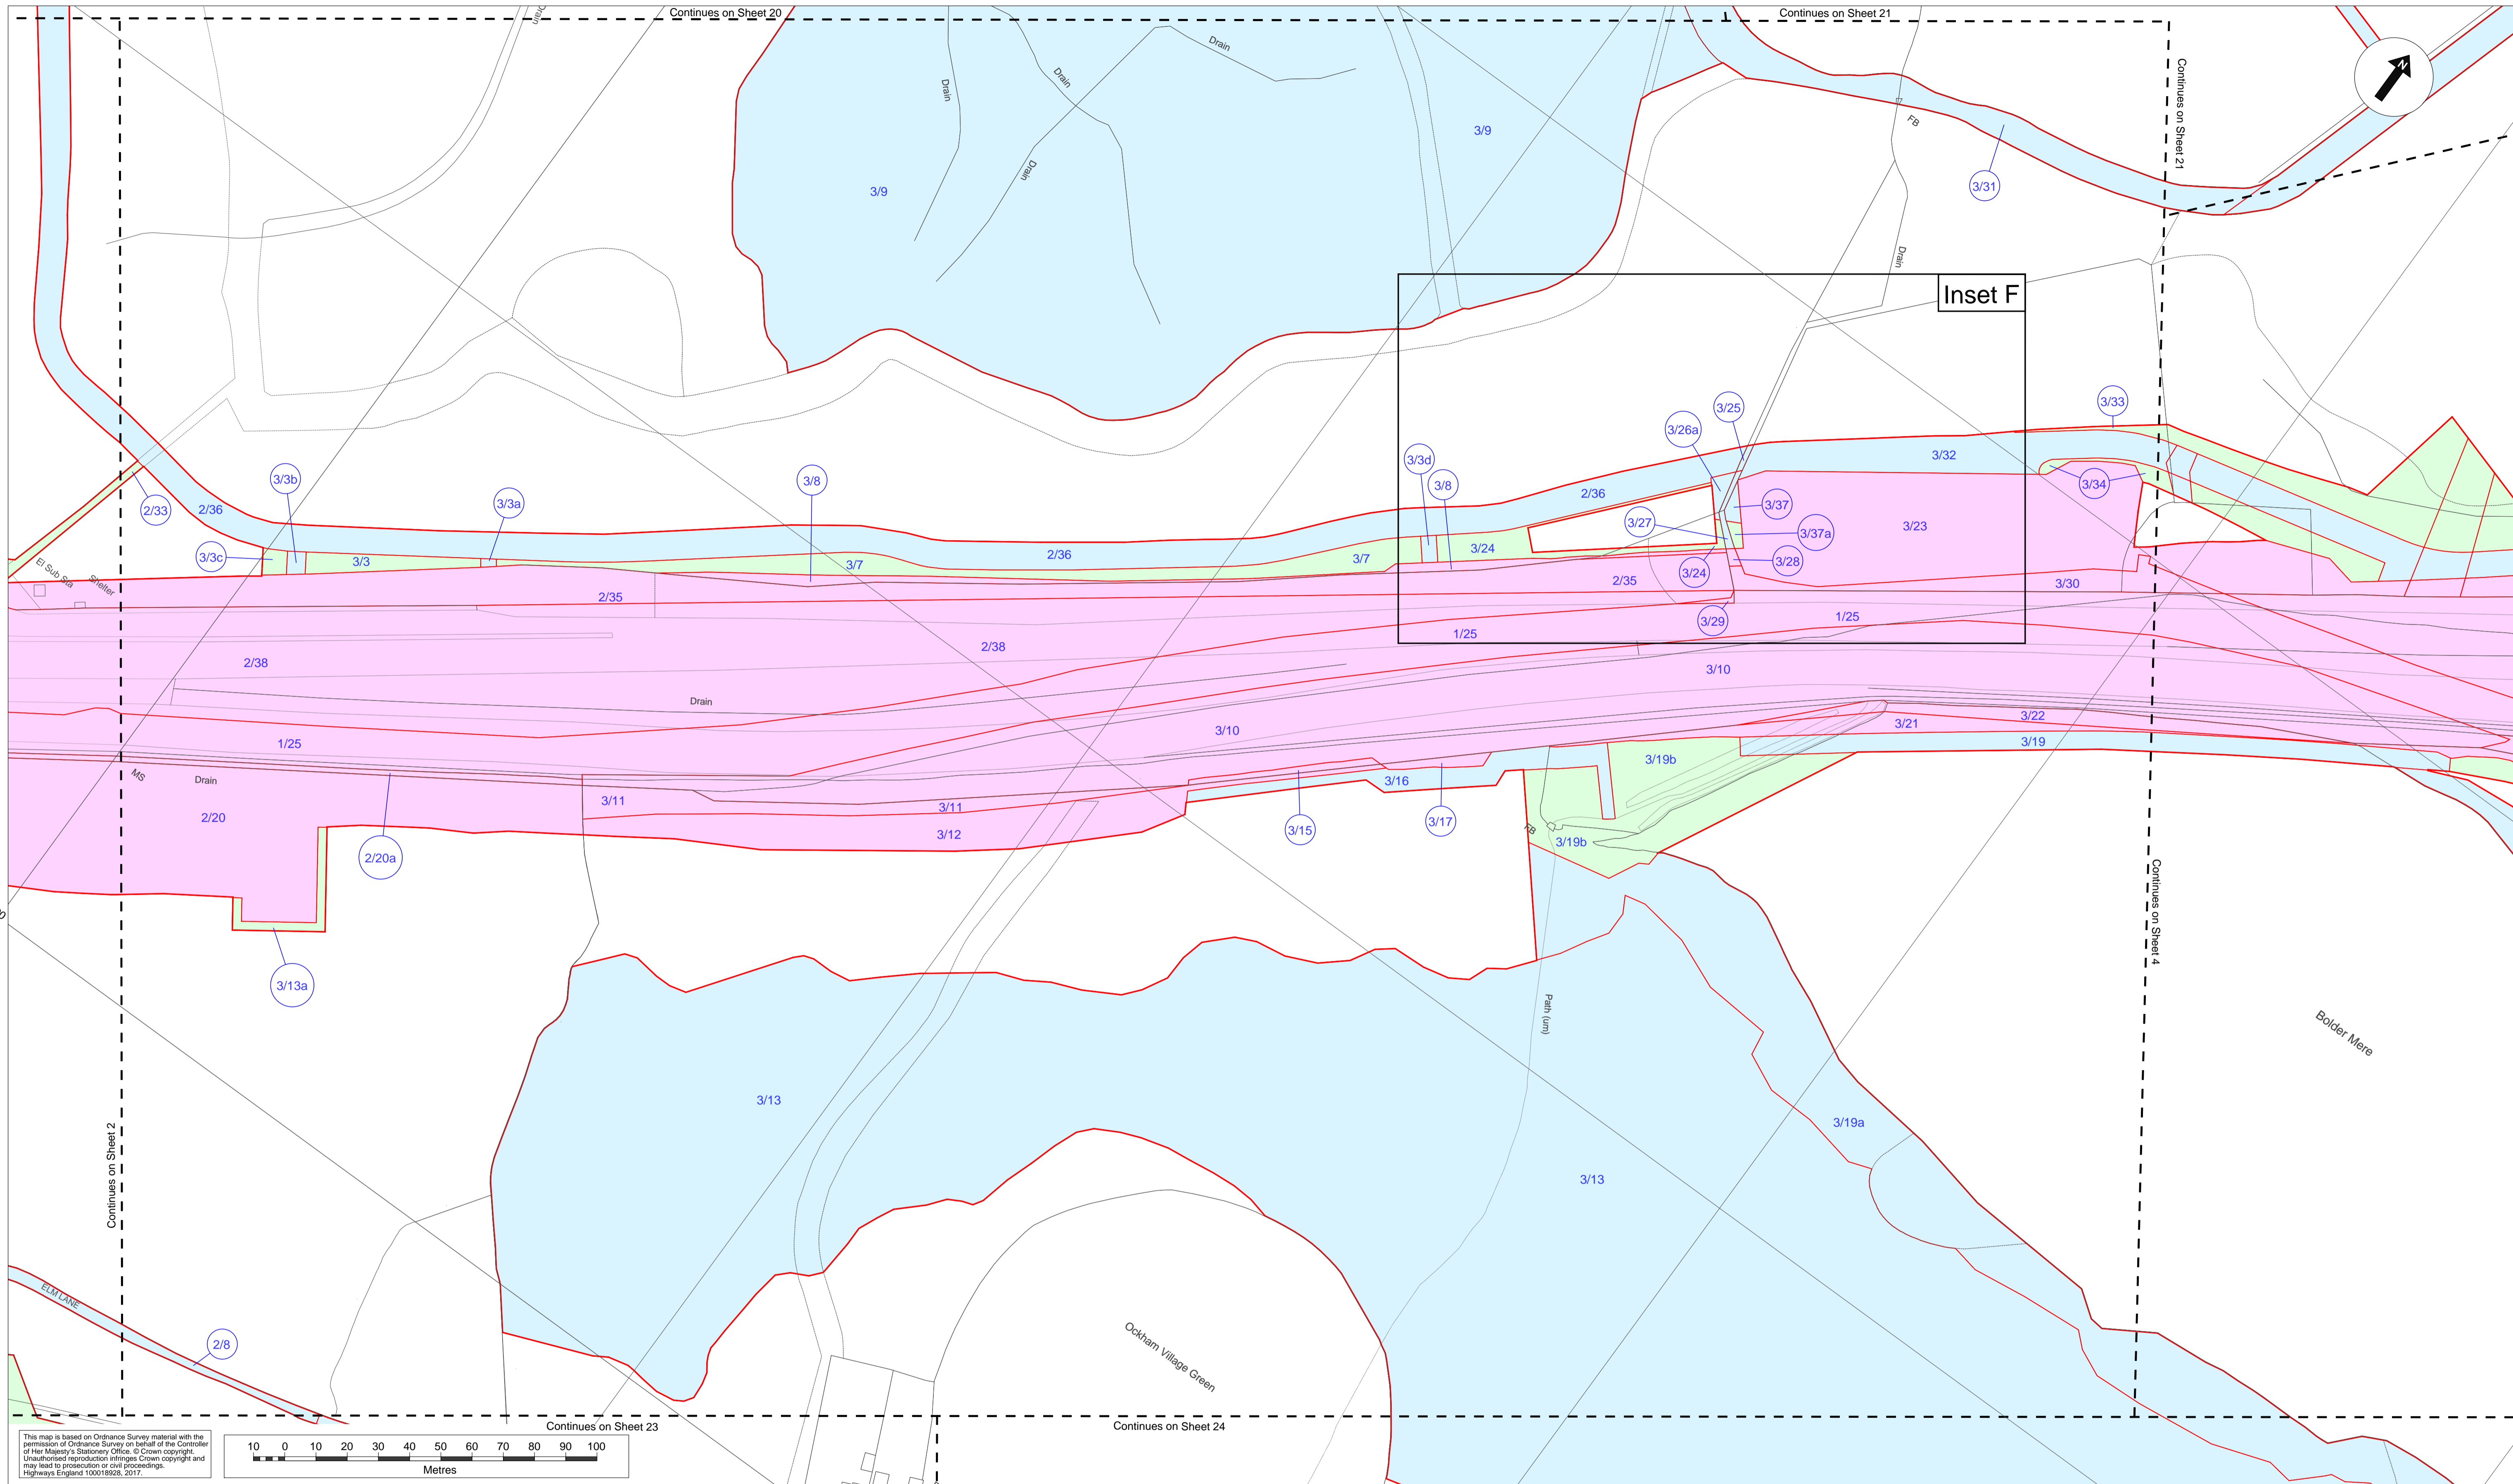 Continues on Sheet 20
Continues on Sheet 21
Drain
Drain
Drain
Drain
Drain
N
Continues on Sheet 21
3/9
3/9
FB
3/31
Drain
Inset F
3/25
3/26a
3/33
3/32
3/3d
3/8
3/34
3/3b
3/8
3/3a
2/36
2/33
2/36
3/37
3/27
3/23
3/37a
3/3c
3/3
3/7
2/36
3/7
3/24
3/28
3/24
El Sub Sta
Shelter
2/35
2/35
3/30
3/29
1/25
1/25
2/38
2/38
3/10
Drain
3/10
3/22
3/21
3/19
1/25
3/19b
MS
Drain
3/16
3/11
3/11
3/15
3/17
2/20
3/12
FB
3/19b
2/20a
3/13a
Continues on Sheet 4
Path (um)
Bolder Mere
3/13
3/19a
3/13
Continues on Sheet 2
ELM LANE
2/8
Ockham Village Green
Continues on Sheet 23
Continues on Sheet 24
This map is based on Ordnance Survey material with the
permission of Ordnance Survey on behalf of the Controller
of Her Majesty's Stationery Office. © Crown copyright.
Unauthorised reproduction infringes Crown copyright and
may lead to prosecution or civil proceedings.
Highways England 100018928, 2017.
10 0 10 20 30 40 50 60 70 80 90 100
Metres